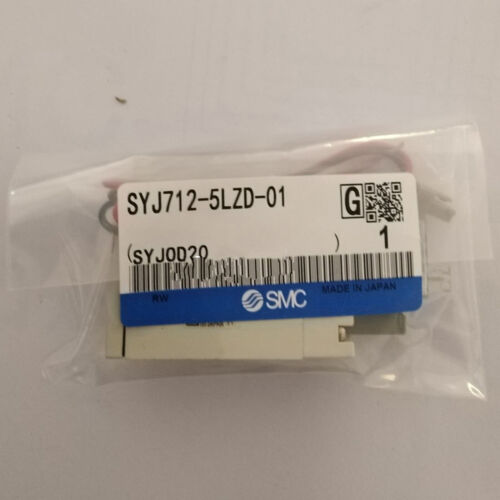 SYJ712-5LZD-01
G
(SYJ0D20 )
1
RW
SMC
MADE IN JAPAN